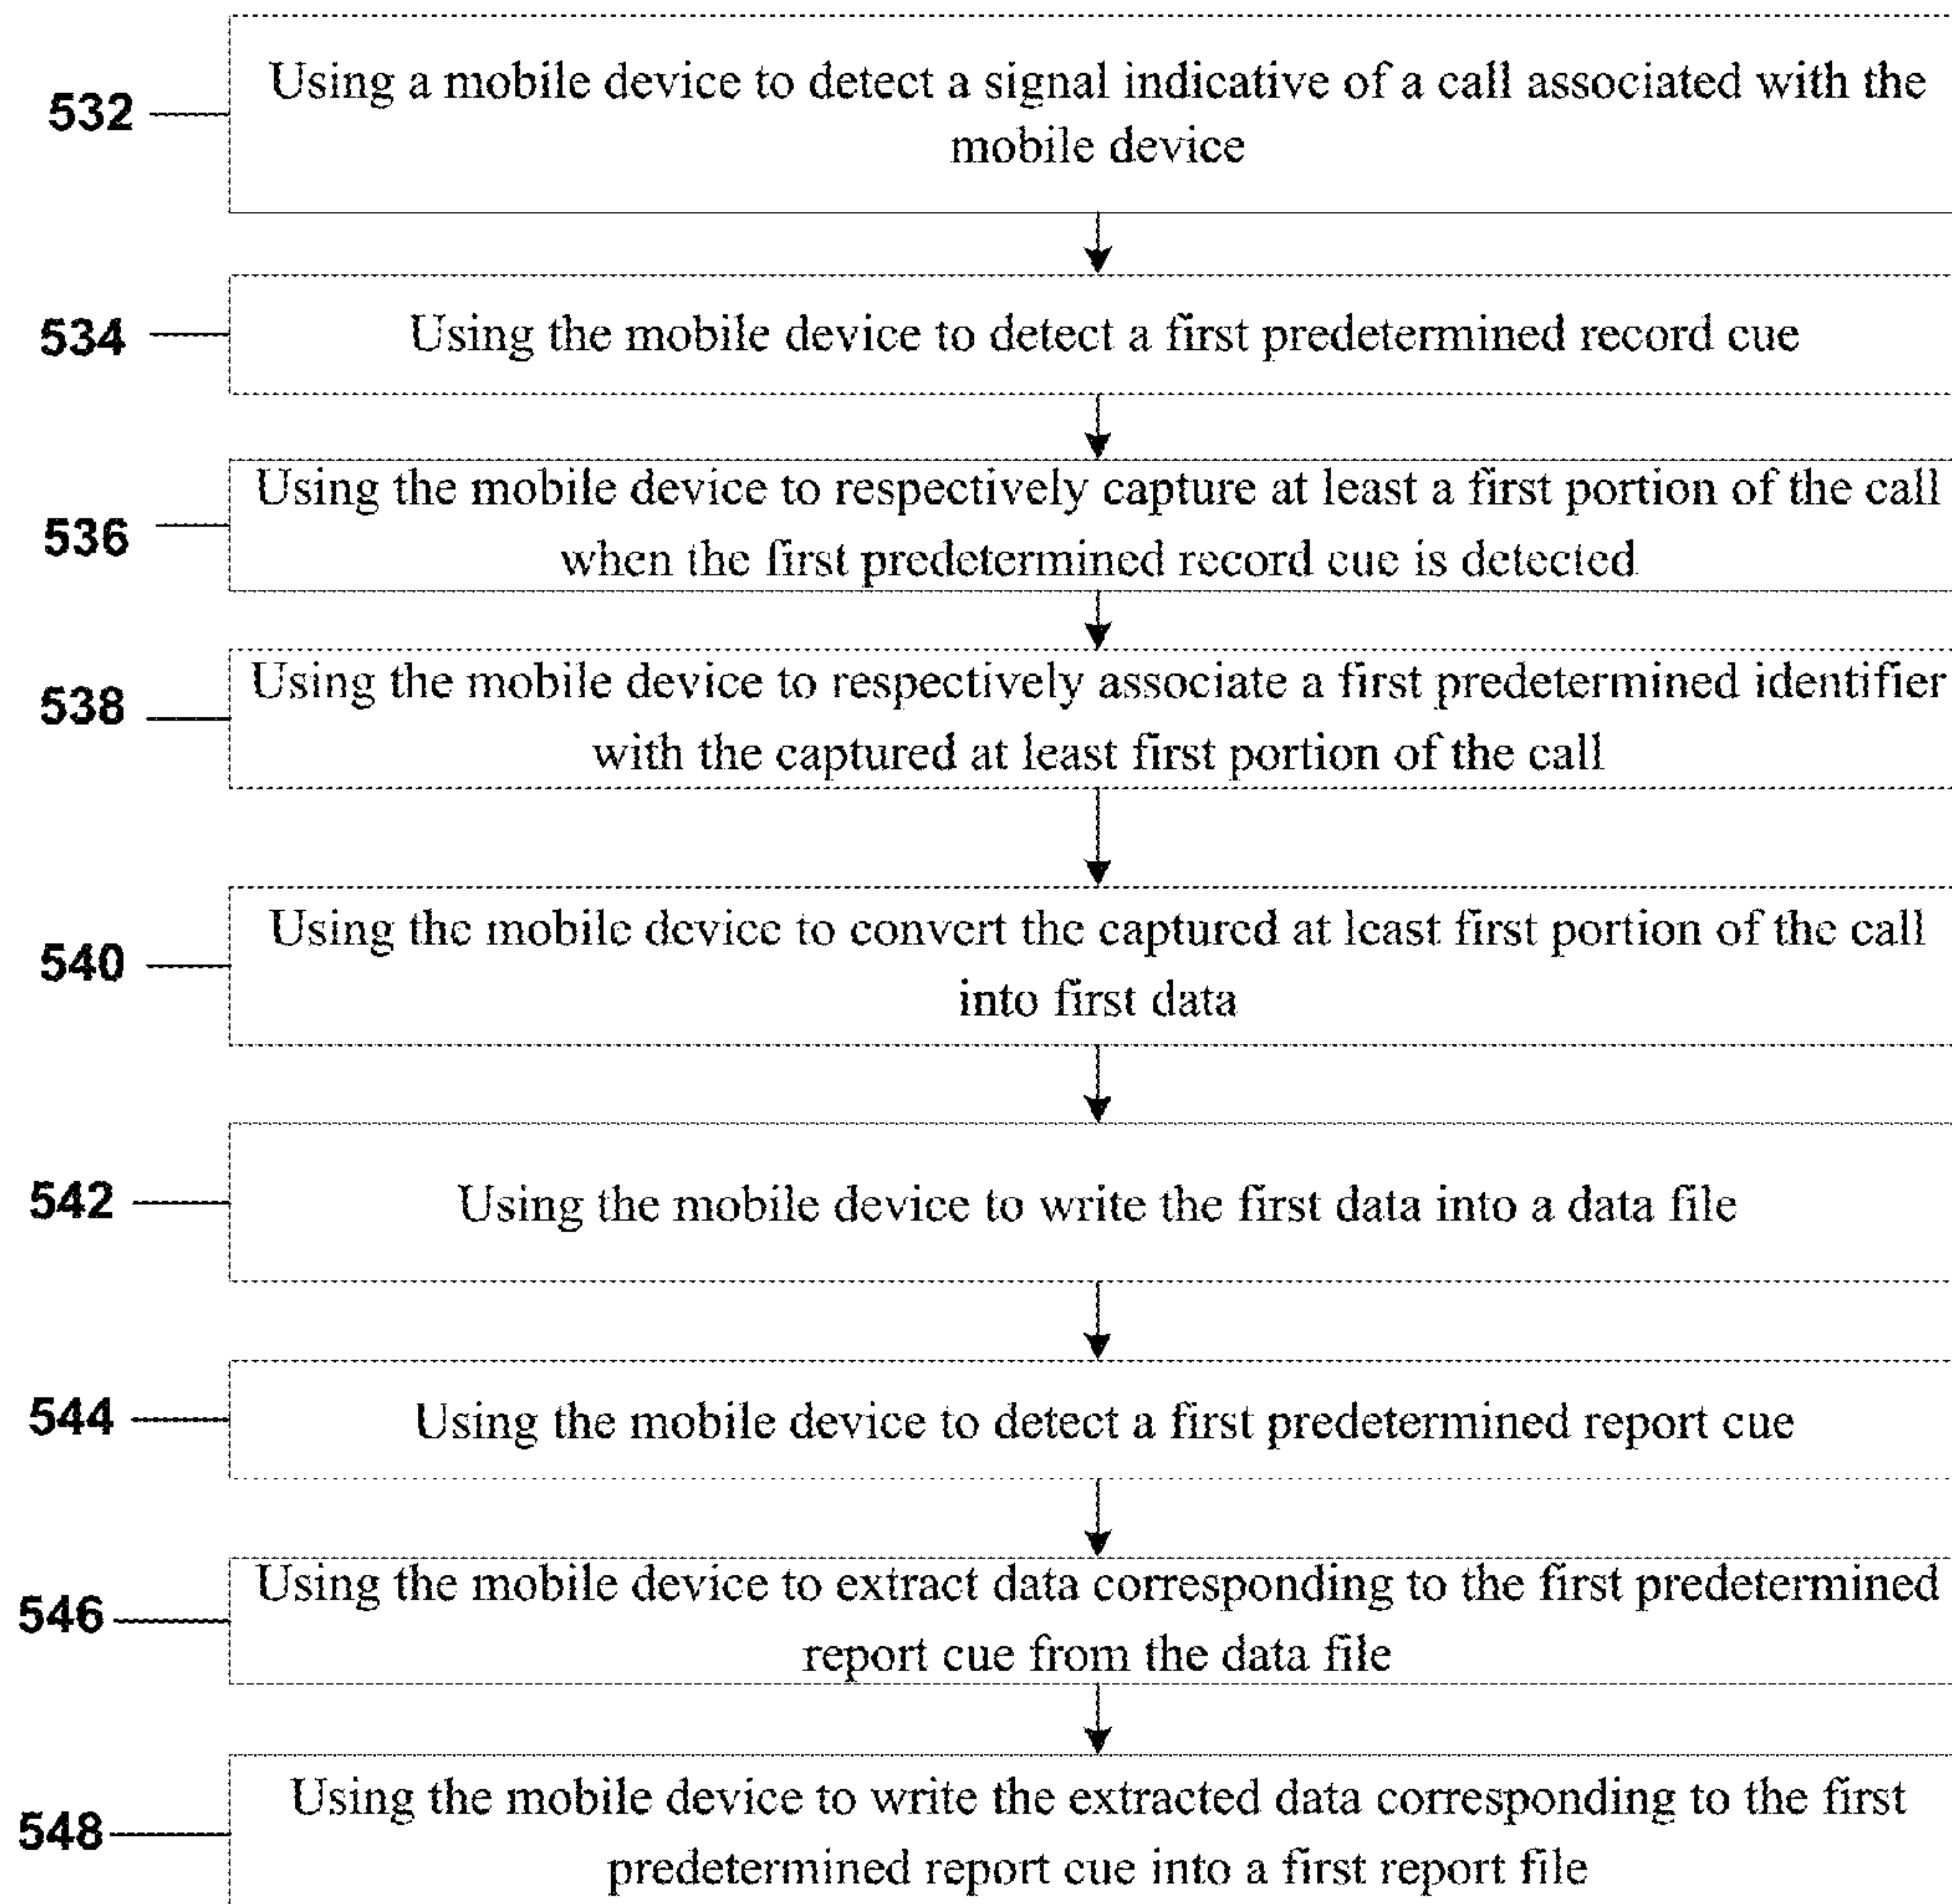 532
Using a mobile device to detect a signal indicative of a call associated with the
mobile device
534
Using the mobile device to detect a first predetermined record cue
536
Using the mobile device to respectively capture at least a first portion of the call
when the first predetermined record cue is detected
538
Using the mobile device to respectively associate a first predetermined identifier
with the captured at least first portion of the call
540
Using the mobile device to convert the captured at least first portion of the call
into first data
542
Using the mobile device to write the first data into a data file
544
Using the mobile device to detect a first predetermined report cue
546
Using the mobile device to extract data corresponding to the first predetermined
report cue from the data file
548
Using the mobile device to write the extracted data corresponding to the first
predetermined report cue into a first report file